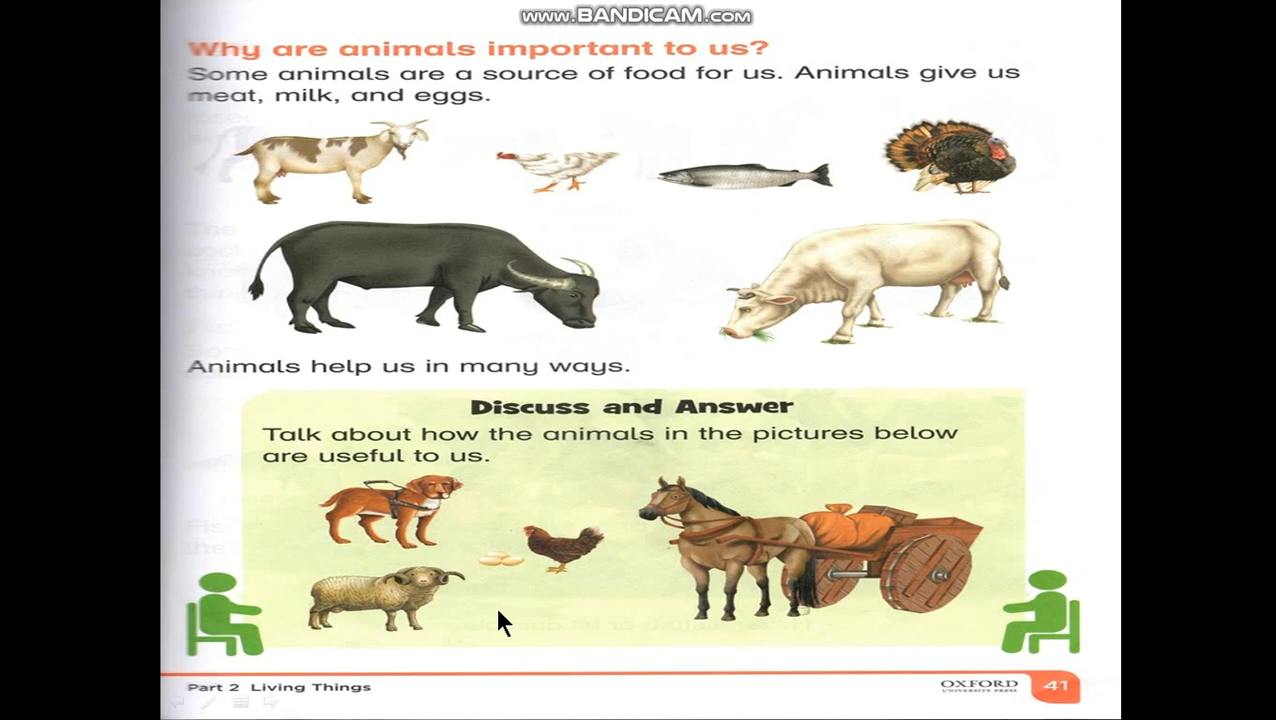 www.BANDICAM.com
Why are animals important to us?
Some animals are a source of food for us. Animals give us
meat, milk, and eggs.
Animals help us in many ways.
Discuss and Answer
Talk about how the animals in the pictures below
are useful to us.
Part 2 Living Things
OXFORD
UNIVERSITY PRESS
41